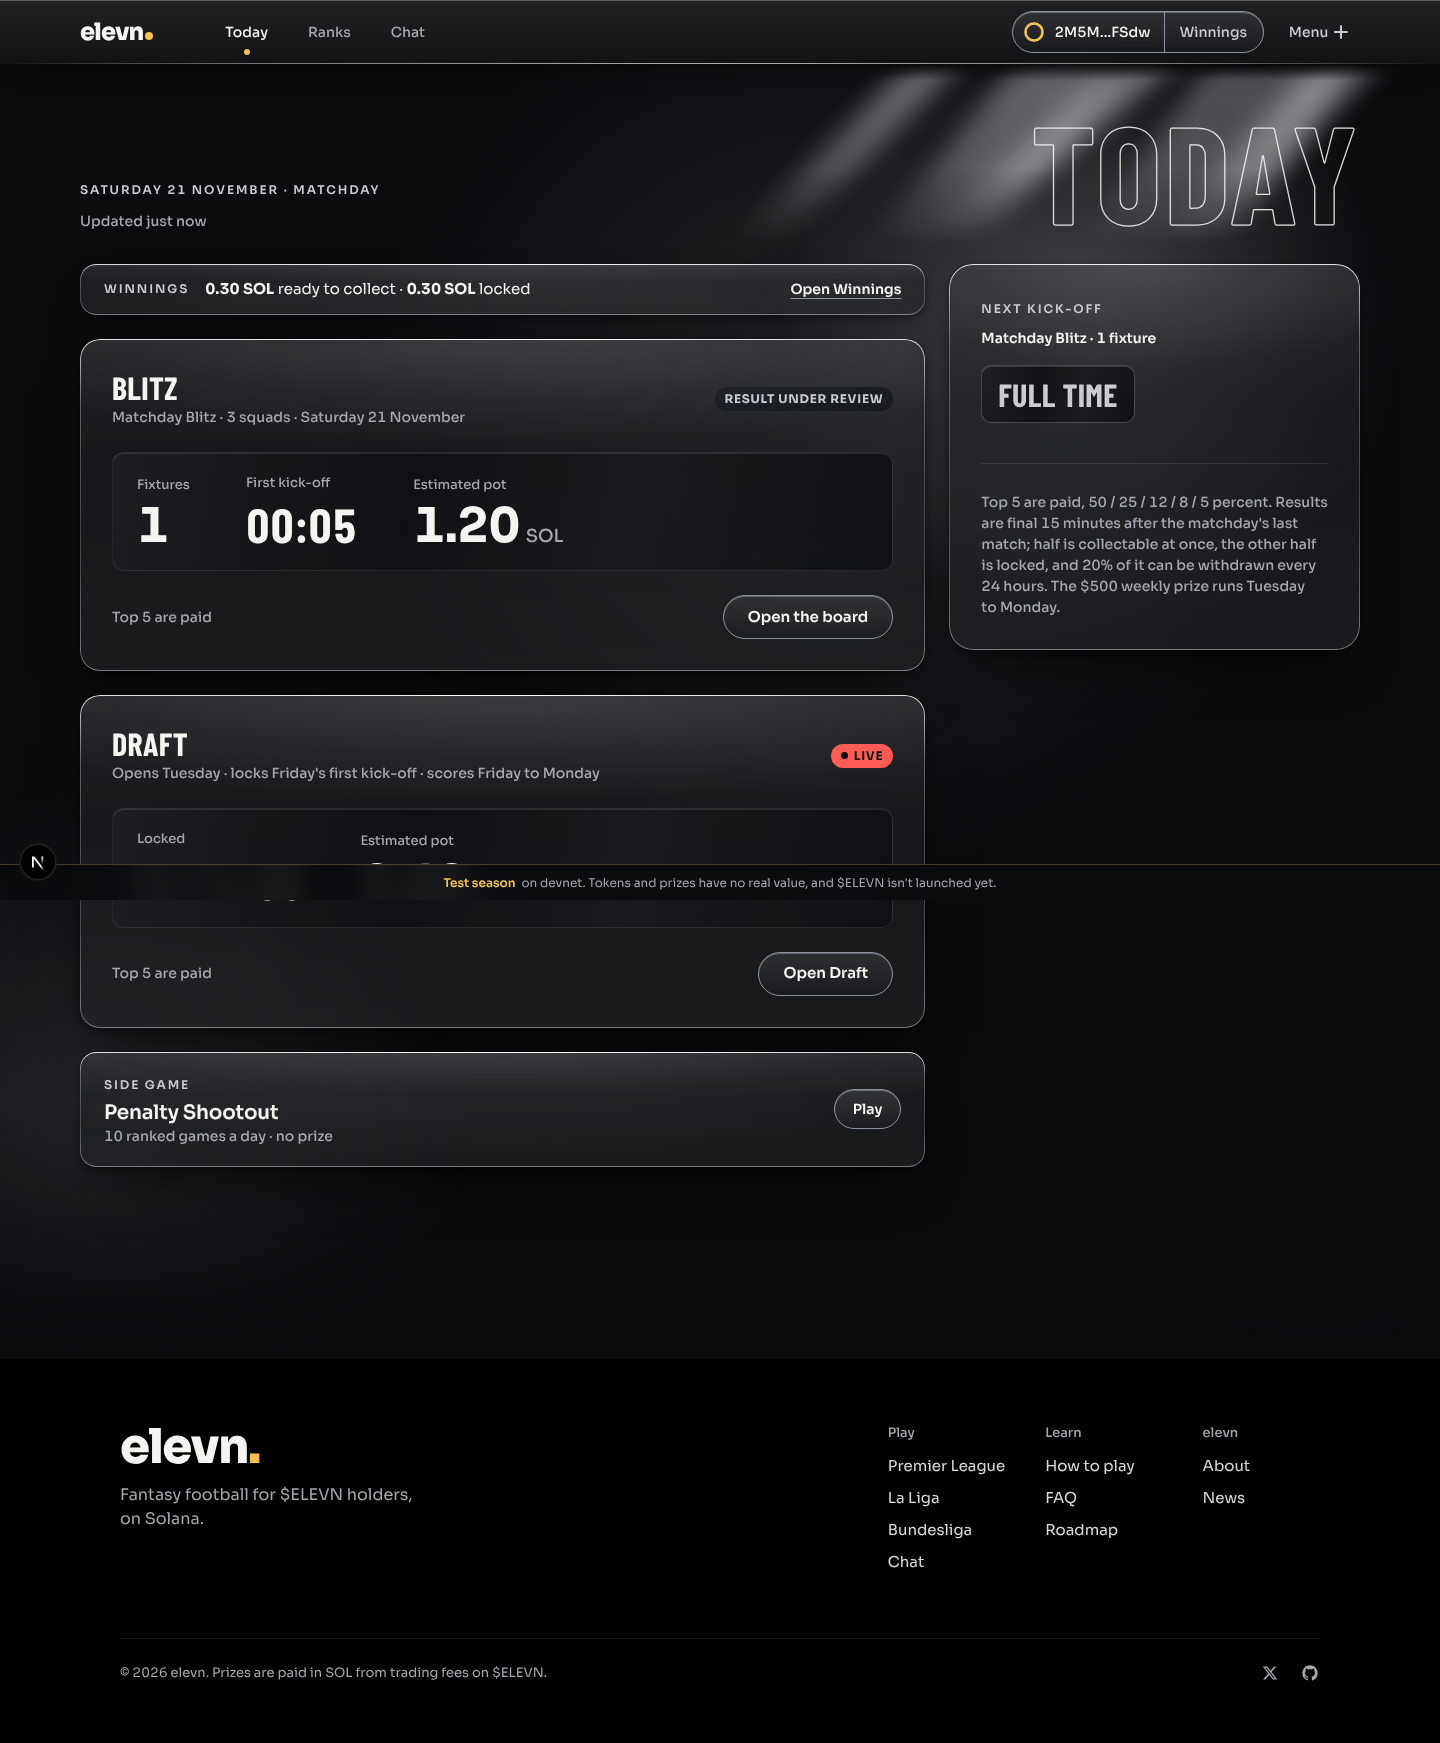 elevn.
Today
Ranks
Chat
2M5M...FSdw
Winnings
Menu
TODAY
SATURDAY 21 NOVEMBER · MATCHDAY
Updated just now
WINNINGS 0.30 SOL ready to collect · 0.30 SOL locked
Open Winnings
BLITZ
Matchday Blitz · 3 squads · Saturday 21 November
RESULT UNDER REVIEW
Fixtures
1
First kick-off
00:05
Estimated pot
1.20 SOL
Top 5 are paid
Open the board
NEXT KICK-OFF
Matchday Blitz · 1 fixture
FULL TIME
Top 5 are paid, 50 / 25 / 12 / 8 / 5 percent. Results
are final 15 minutes after the matchday's last
match; half is collectable at once, the other half
is locked, and 20% of it can be withdrawn every
24 hours. The $500 weekly prize runs Tuesday
to Monday.
DRAFT
Opens Tuesday · locks Friday's first kick-off · scores Friday to Monday
LIVE
Locked
Estimated pot
N
Test season on devnet. Tokens and prizes have no real value, and $ELEVN isn't launched yet.
Top 5 are paid
Open Draft
SIDE GAME
Penalty Shootout
10 ranked games a day · no prize
Play
elevn.
Fantasy football for $ELEVN holders,
on Solana.
Play
Premier League
La Liga
Bundesliga
Chat
Learn
How to play
FAQ
Roadmap
elevn
About
News
© 2026 elevn. Prizes are paid in SOL from trading fees on $ELEVN.